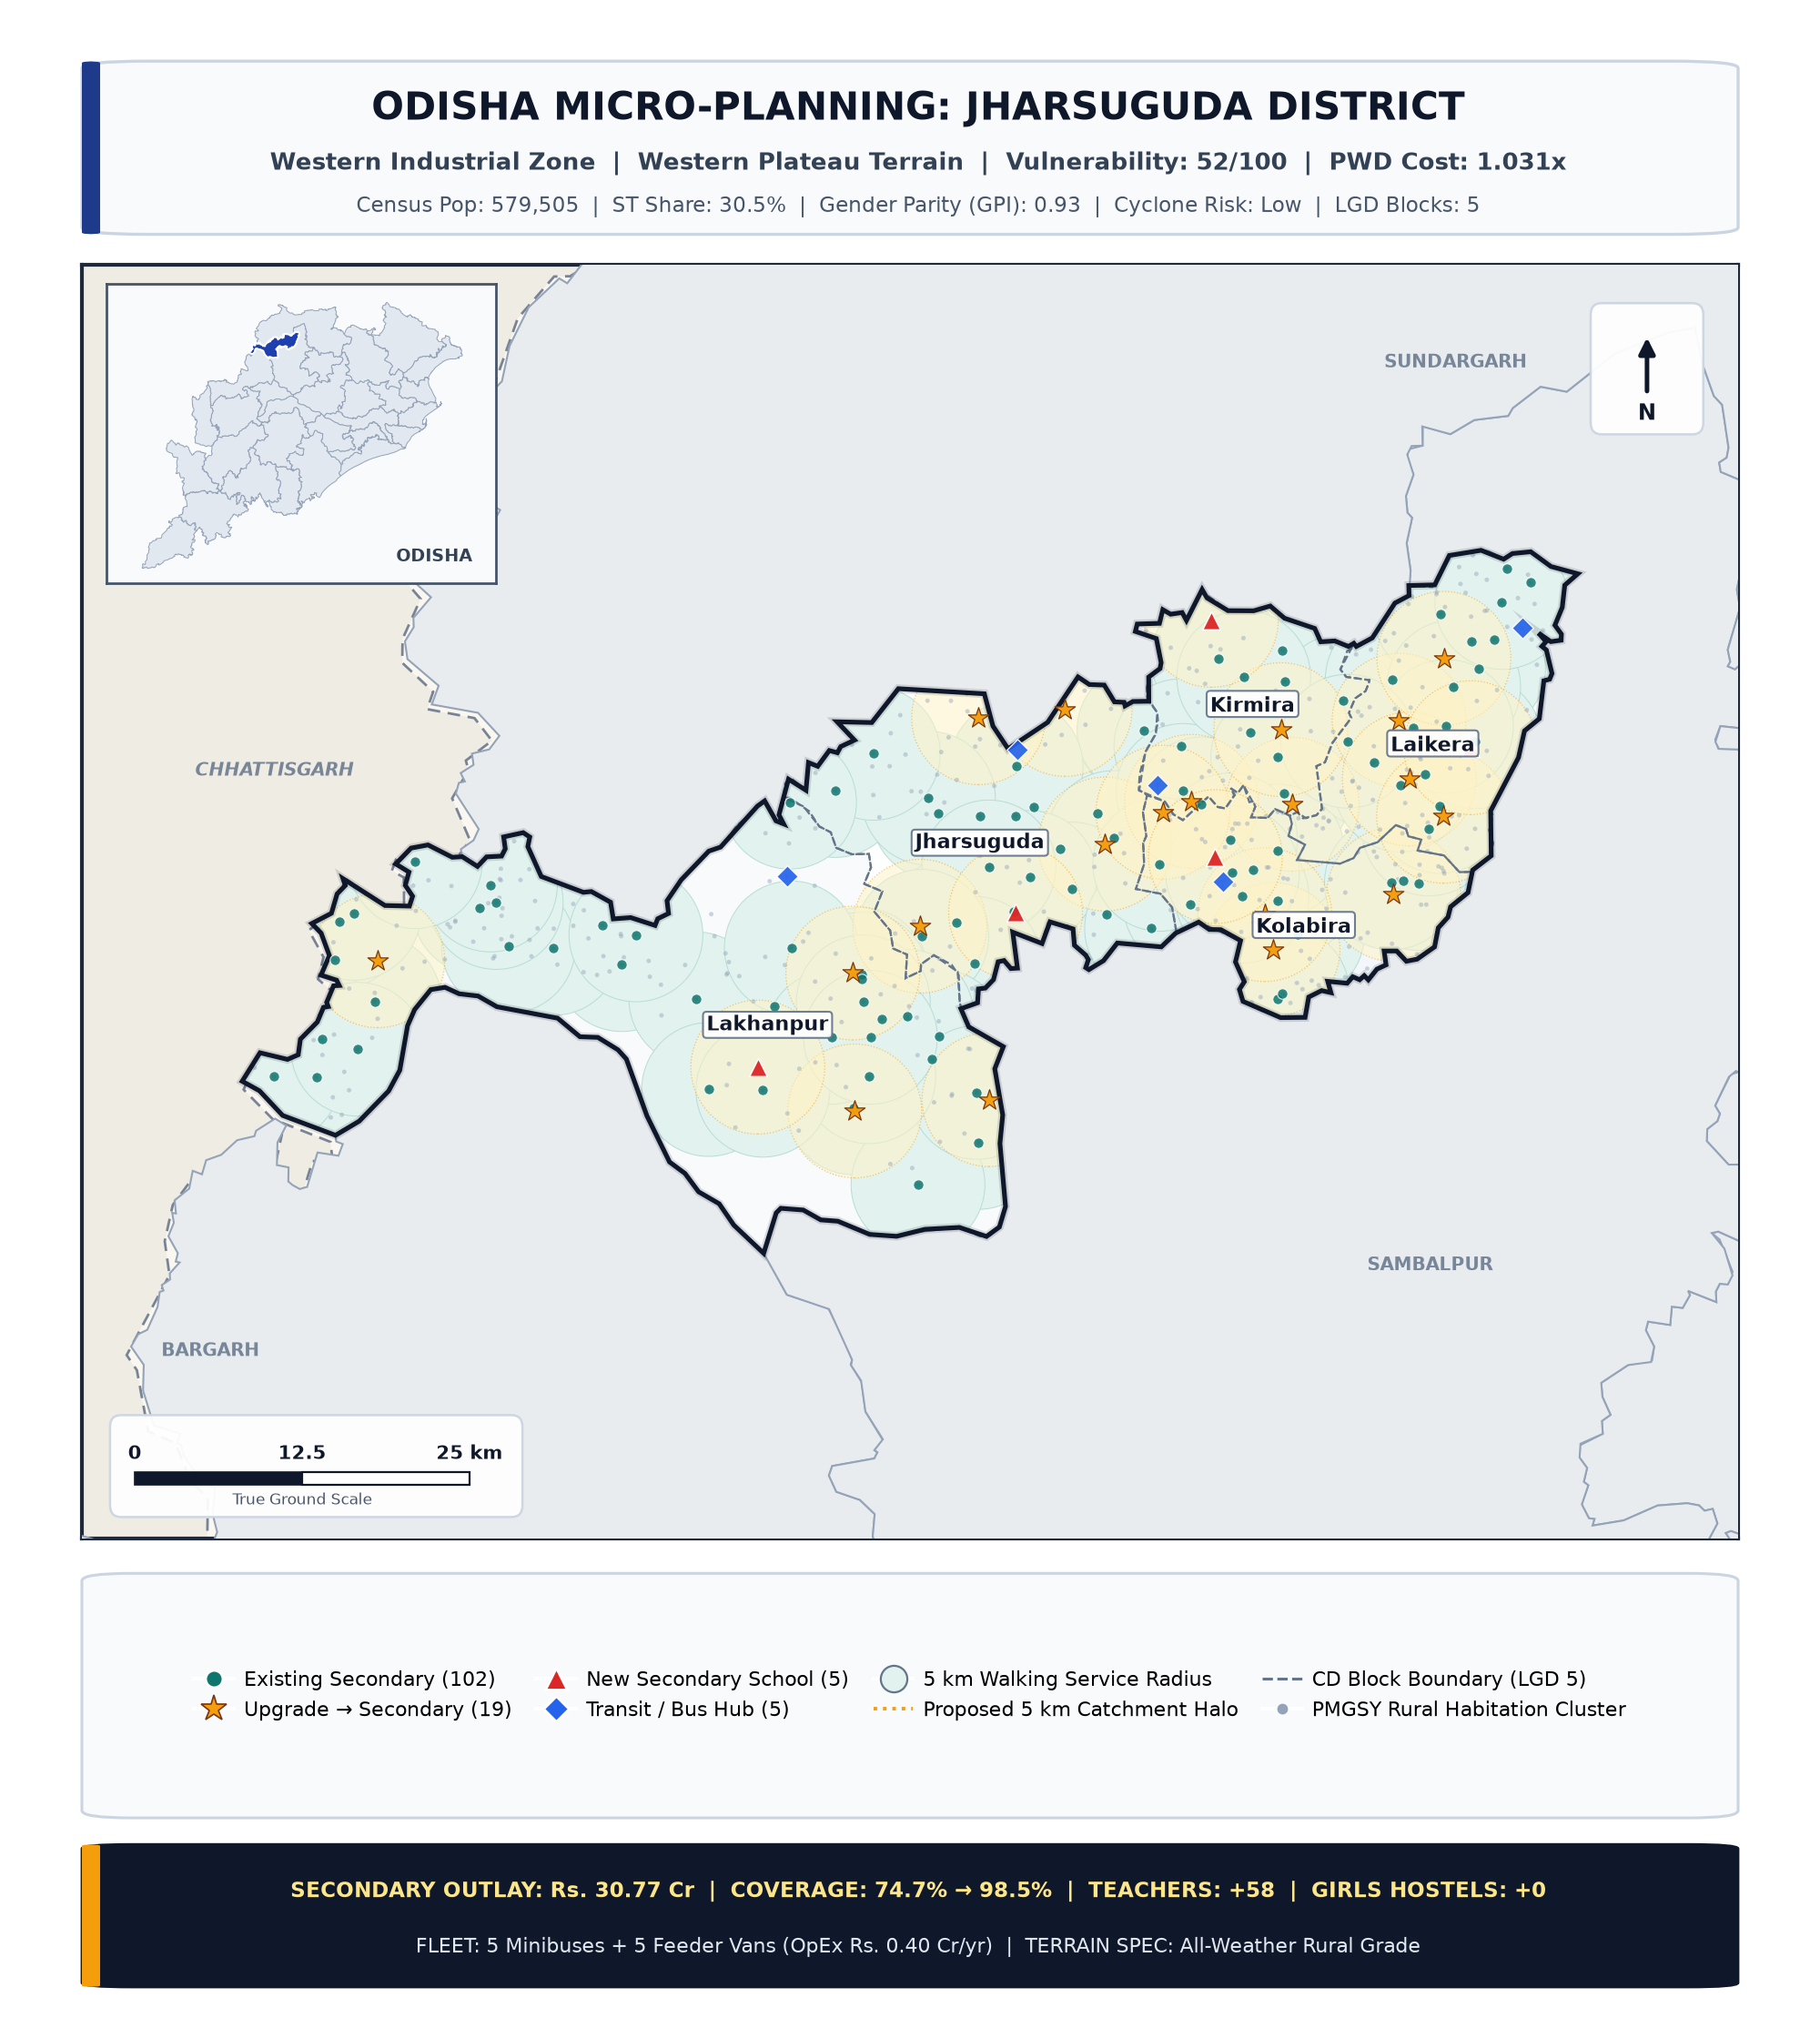 ODISHA MICRO-PLANNING: JHARSUGUDA DISTRICT
Western Industrial Zone | Western Plateau Terrain | Vulnerability: 52/100 | PWD Cost: 1.031x
Census Pop: 579,505 | ST Share: 30.5% | Gender Parity (GPI): 0.93 | Cyclone Risk: Low | LGD Blocks: 5
ODISHA
SUNDARGARH
N
CHHATTISGARH
Kirmira
Laikera
Jharsuguda
Kolabira
Lakhanpur
SAMBALPUR
BARGARH
0 12.5 25 km
True Ground Scale
Existing Secondary (102)
Upgrade → Secondary (19)
New Secondary School (5)
Transit / Bus Hub (5)
5 km Walking Service Radius
Proposed 5 km Catchment Halo
CD Block Boundary (LGD 5)
PMGSY Rural Habitation Cluster
SECONDARY OUTLAY: Rs. 30.77 Cr | COVERAGE: 74.7% → 98.5% | TEACHERS: +58 | GIRLS HOSTELS: +0
FLEET: 5 Minibuses + 5 Feeder Vans (OpEx Rs. 0.40 Cr/yr) | TERRAIN SPEC: All-Weather Rural Grade